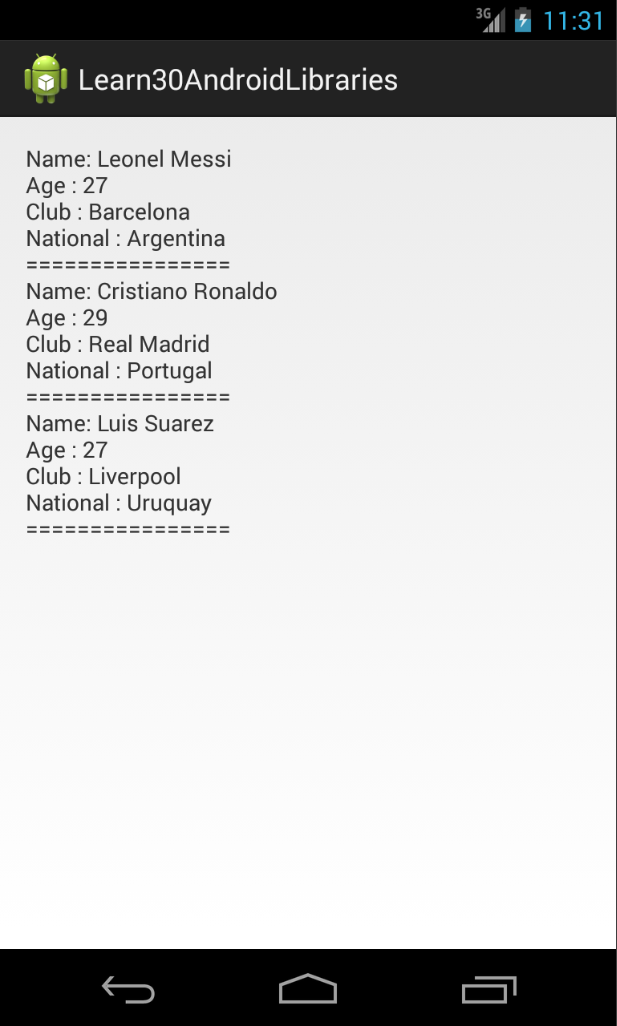 3G 11:31
Learn30AndroidLibraries
Name: Leonel Messi
Age : 27
Club : Barcelona
National : Argentina
================
Name: Cristiano Ronaldo
Age : 29
Club : Real Madrid
National : Portugal
================
Name: Luis Suarez
Age : 27
Club : Liverpool
National : Uruquay
================